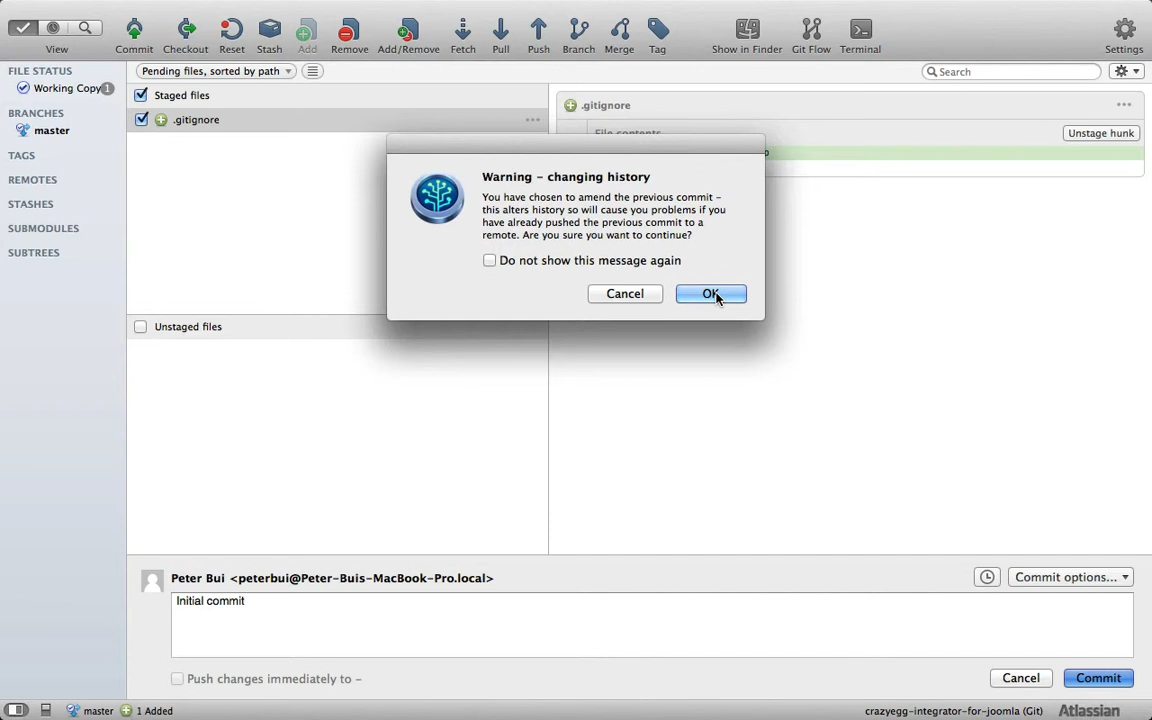 View
Commit
Checkout
Reset
Stash
Add
Remove
Add/Remove
Fetch
Pull
Push
Branch
Merge
Tag
Show in Finder
Git Flow
Terminal
Settings
FILE STATUS
Working Copy 1
BRANCHES
master
TAGS
REMOTES
STASHES
SUBMODULES
SUBTREES
Pending files, sorted by path
Search
Staged files
.gitignore
Unstaged files
.gitignore
File contents
Unstage hunk
Warning – changing history
You have chosen to amend the previous commit –
this alters history so will cause you problems if you
have already pushed the previous commit to a
remote. Are you sure you want to continue?
Do not show this message again
Cancel
OK
Peter Bui <peterbui@Peter-Buis-MacBook-Pro.local>
Commit options...
Initial commit
Push changes immediately to –
Cancel
Commit
master
1 Added
crazyegg-integrator-for-joomla (Git)
Atlassian